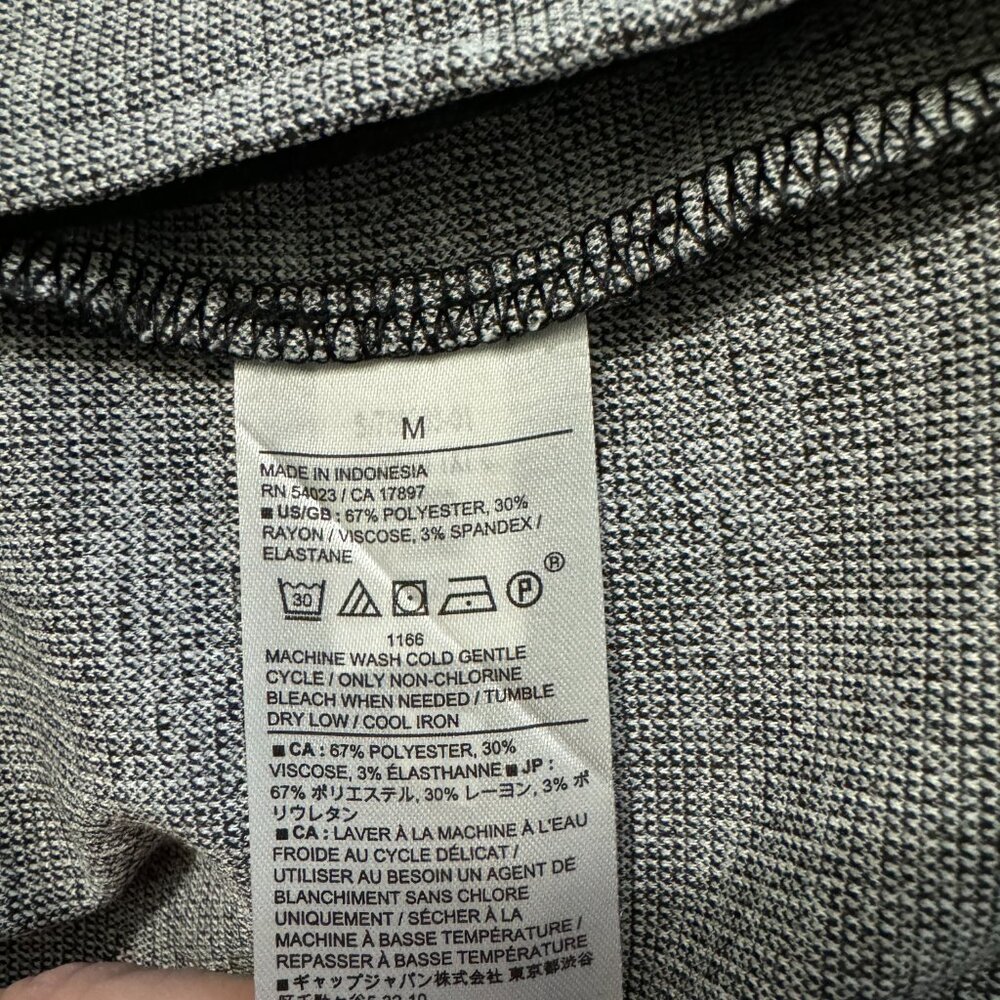 M
MADE IN INDONESIA
RN 54023 / CA 17897
■ US/GB : 67% POLYESTER, 30%
RAYON / VISCOSE, 3% SPANDEX /
ELASTANE
30 P ®
1166
MACHINE WASH COLD GENTLE
CYCLE / ONLY NON-CHLORINE
BLEACH WHEN NEEDED / TUMBLE
DRY LOW / COOL IRON
■ CA : 67% POLYESTER, 30%
VISCOSE, 3% ÉLASTHANNE ■ JP :
67% ポリエステル, 30% レーヨン, 3% ポ
リウレタン
■ CA : LAVER À LA MACHINE À L'EAU
FROIDE AU CYCLE DÉLICAT /
UTILISER AU BESOIN UN AGENT DE
BLANCHIMENT SANS CHLORE
UNIQUEMENT / SÉCHER À LA
MACHINE À BASSE TEMPÉRATURE /
REPASSER À BASSE TEMPÉRATURE
■ ギャップジャパン株式会社 東京都渋谷